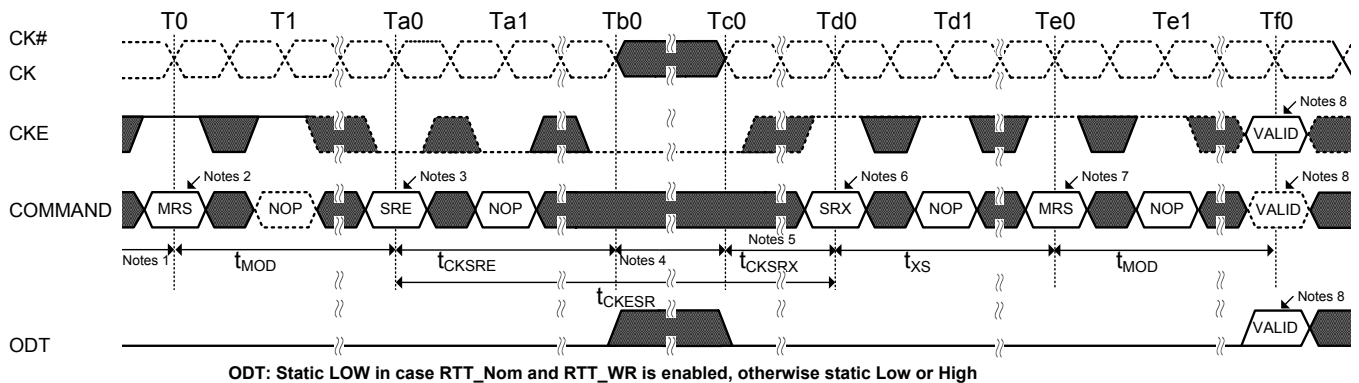 T0 T1 Ta0 Ta1 Tb0 Tc0 Td0 Td1 Te0 Te1 Tf0
CK#
CK
Notes 8
CKE
VALID
Notes 2 Notes 3 Notes 6 Notes 7 Notes 8
COMMAND MRS NOP SRE NOP SRX NOP MRS NOP VALID
Notes 1 tMOD tCKSRE Notes 4 Notes 5 tCKSRX tXS tMOD
tCKESR
Notes 8
VALID
ODT
ODT: Static LOW in case RTT_Nom and RTT_WR is enabled, otherwise static Low or High